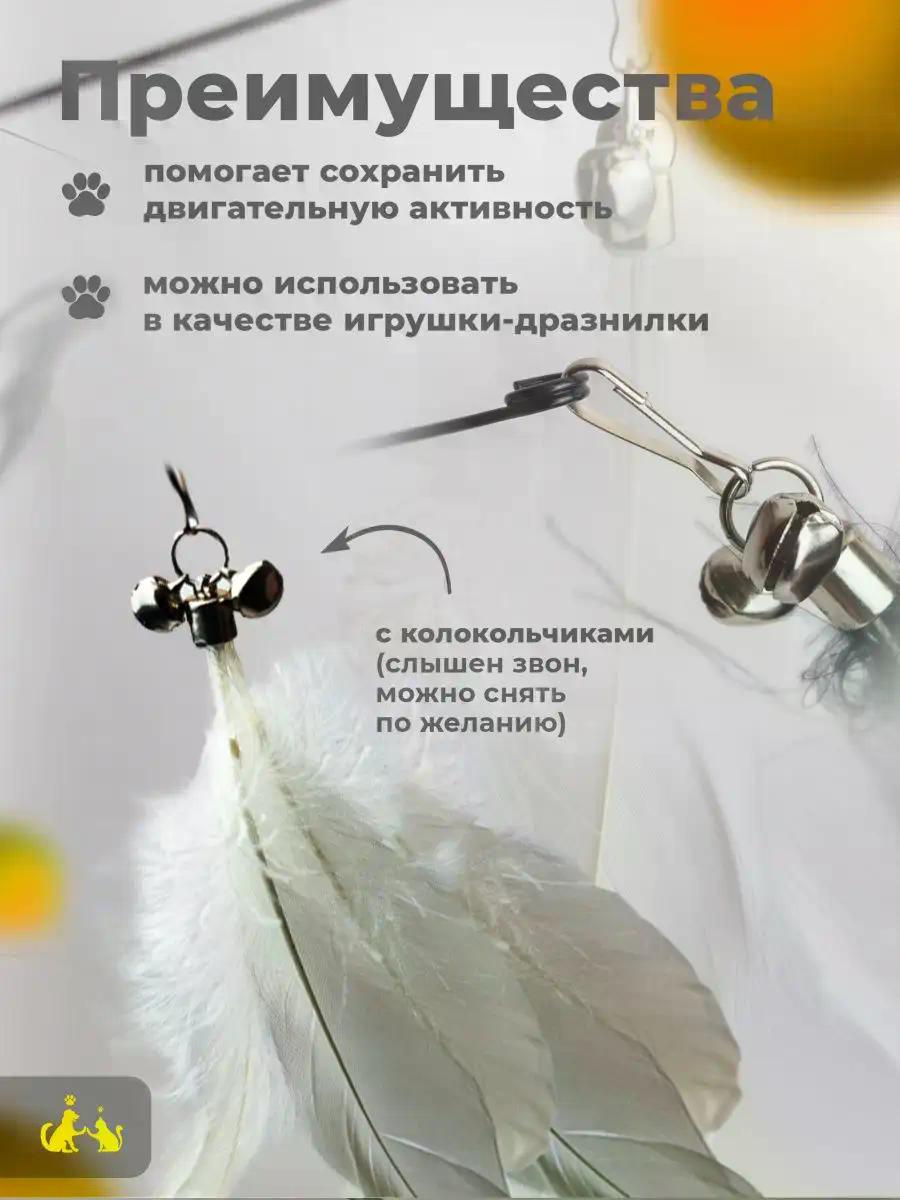 Преимущества
помогает сохранить
двигательную активность
можно использовать
в качестве игрушки-дразнилки
с колокольчиками
(слышен звон,
можно снять
по желанию)